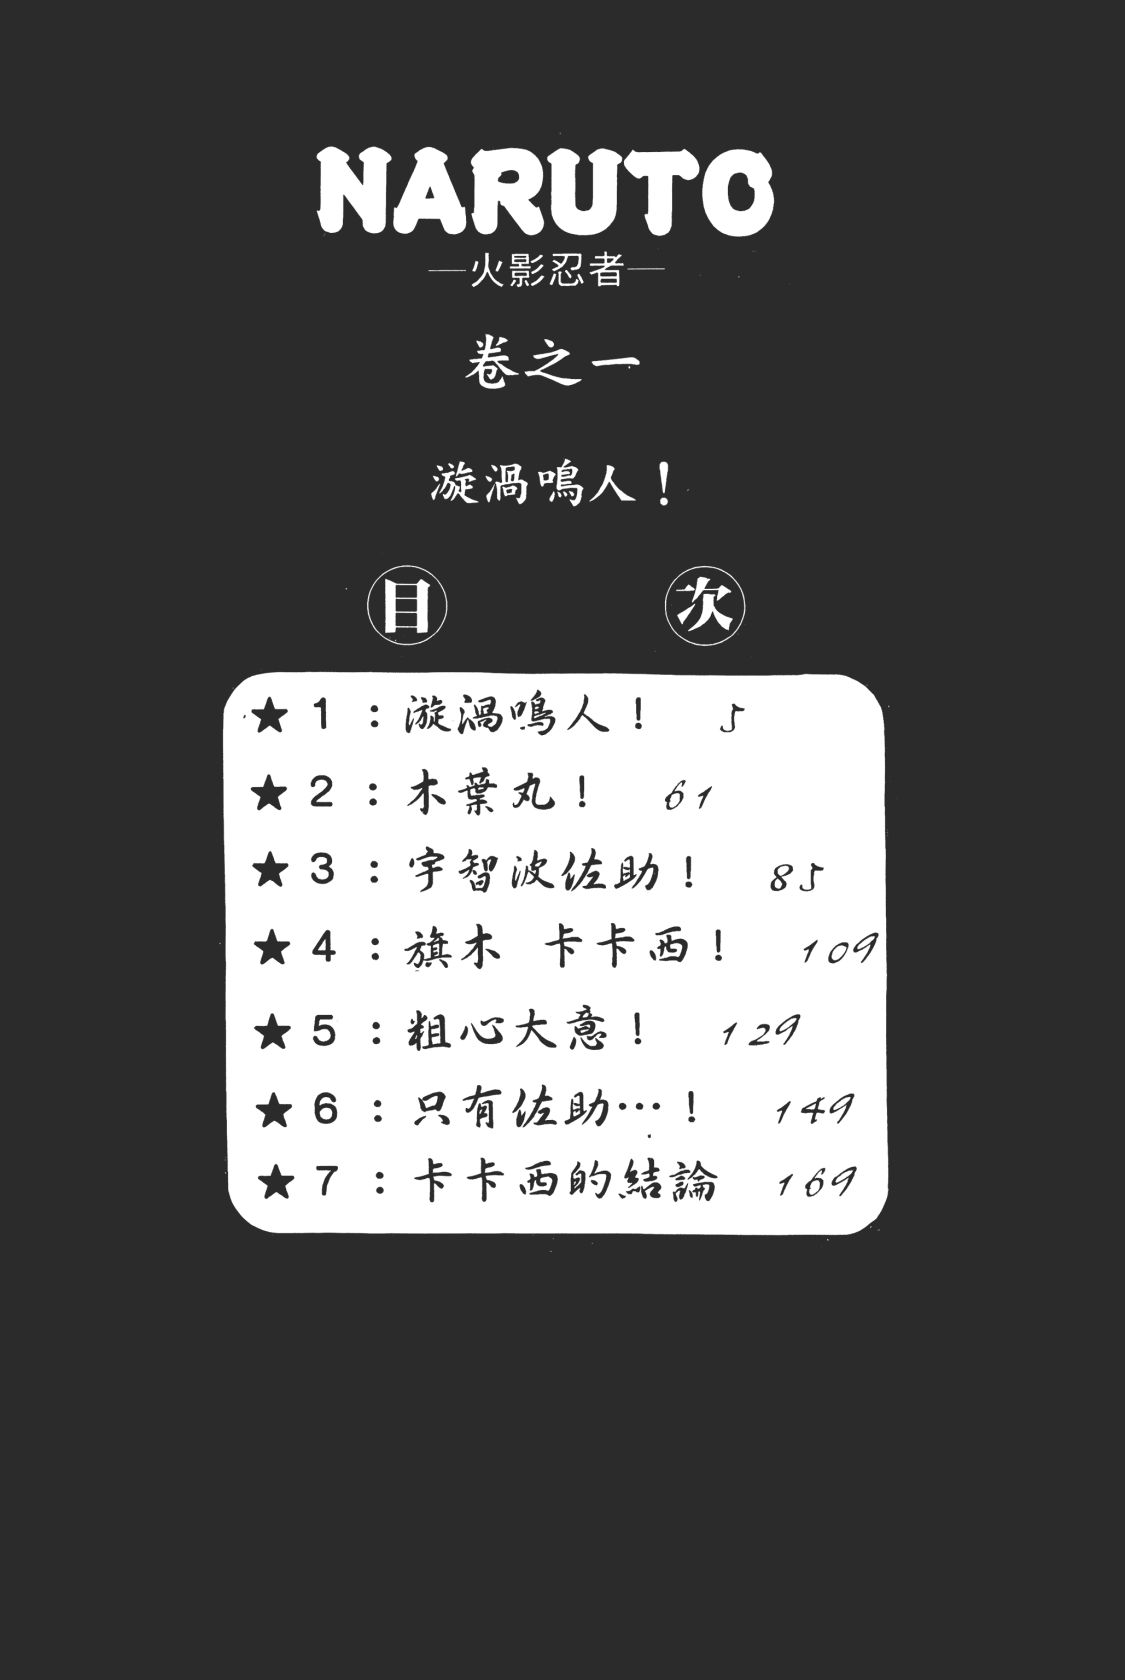 NARUTO
—火影忍者—
卷之一
漩渦鳴人！
目 次
★1：漩渦鳴人！ 5
★2：木葉丸！ 61
★3：宇智波佐助！ 85
★4：旗木 卡卡西！ 109
★5：粗心大意！ 129
★6：只有佐助…！ 149
★7：卡卡西的結論 169